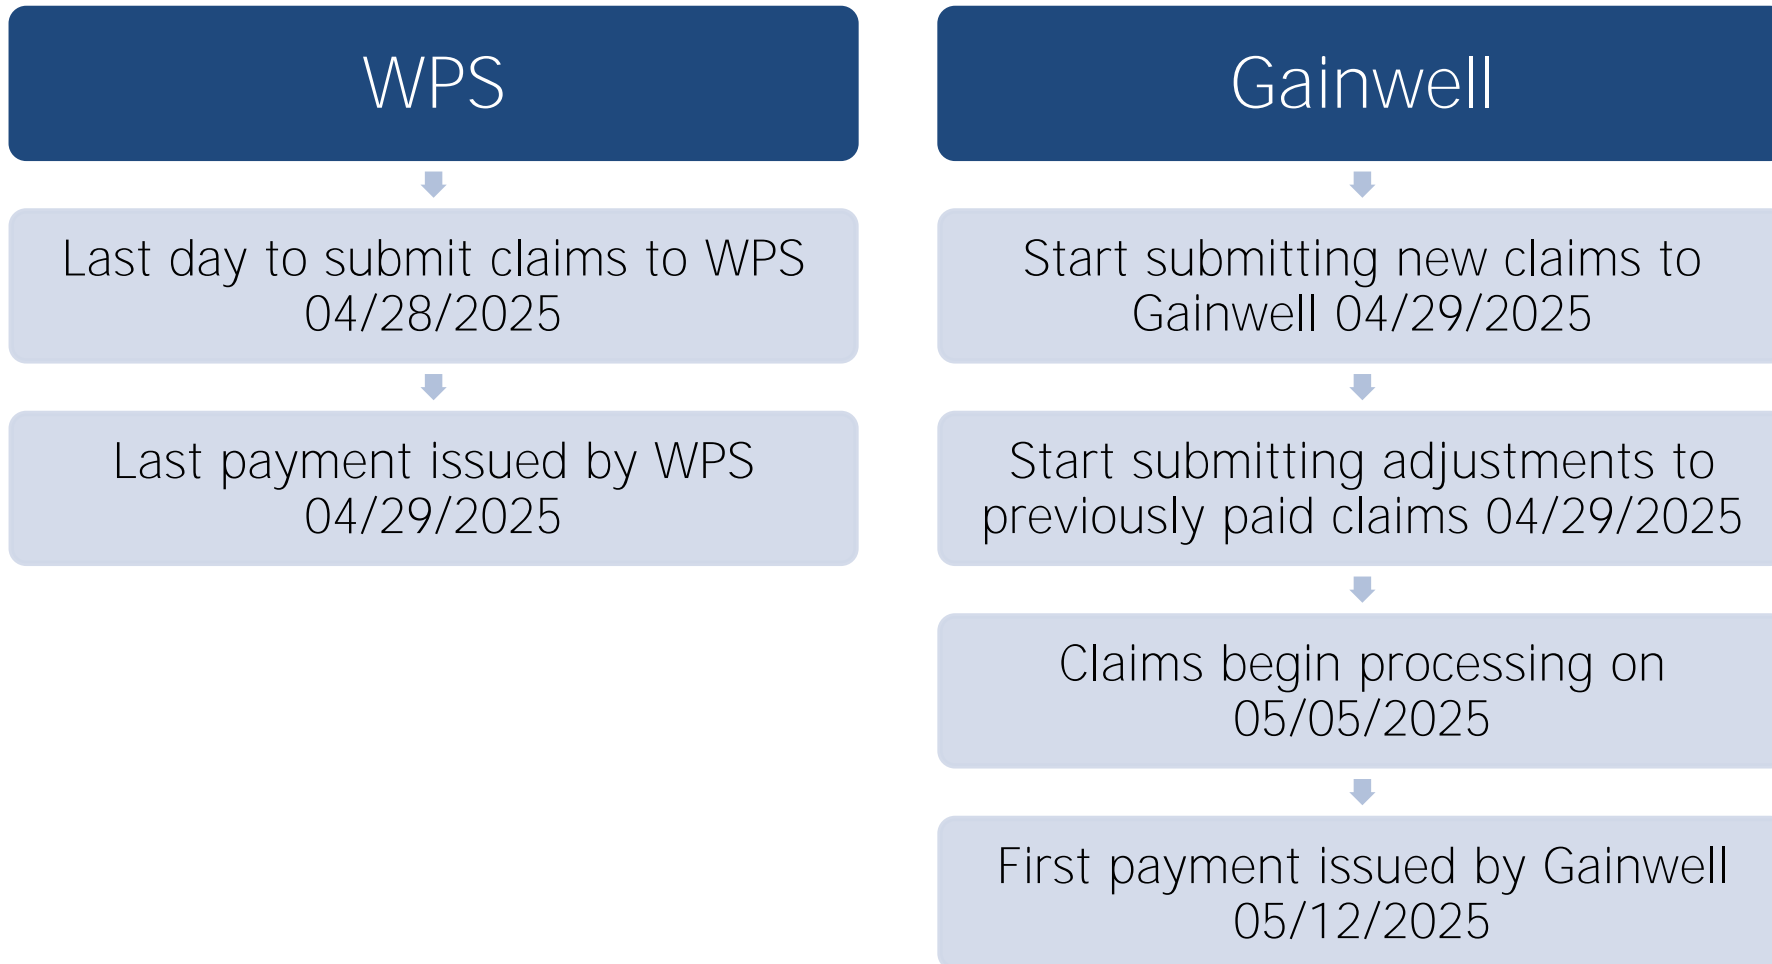 WPS
Last day to submit claims to WPS
04/28/2025
Last payment issued by WPS
04/29/2025
Gainwell
Start submitting new claims to
Gainwell 04/29/2025
Start submitting adjustments to
previously paid claims 04/29/2025
Claims begin processing on
05/05/2025
First payment issued by Gainwell
05/12/2025